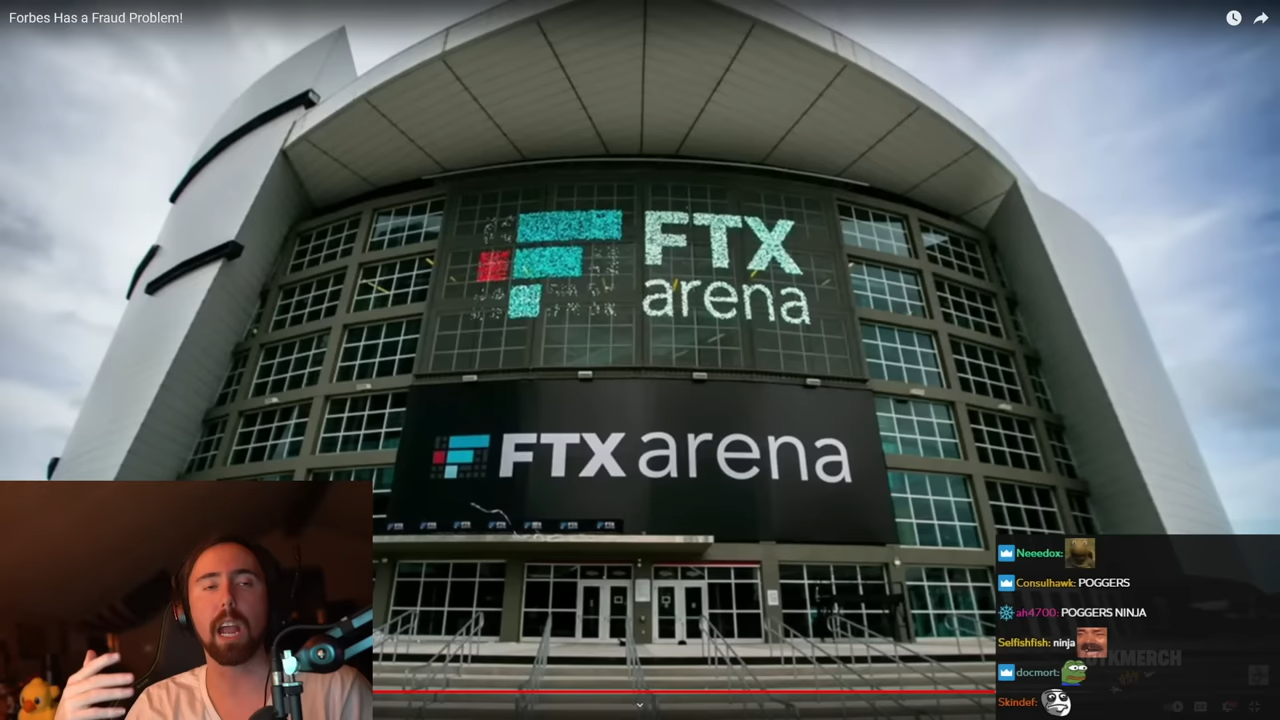 Forbes Has a Fraud Problem!
FTX
arena
FTX arena
Neeedox:
Consulhawk: POGGERS
ah4700: POGGERS NINJA
Selfishfish: ninja
docmort:
Skindef: